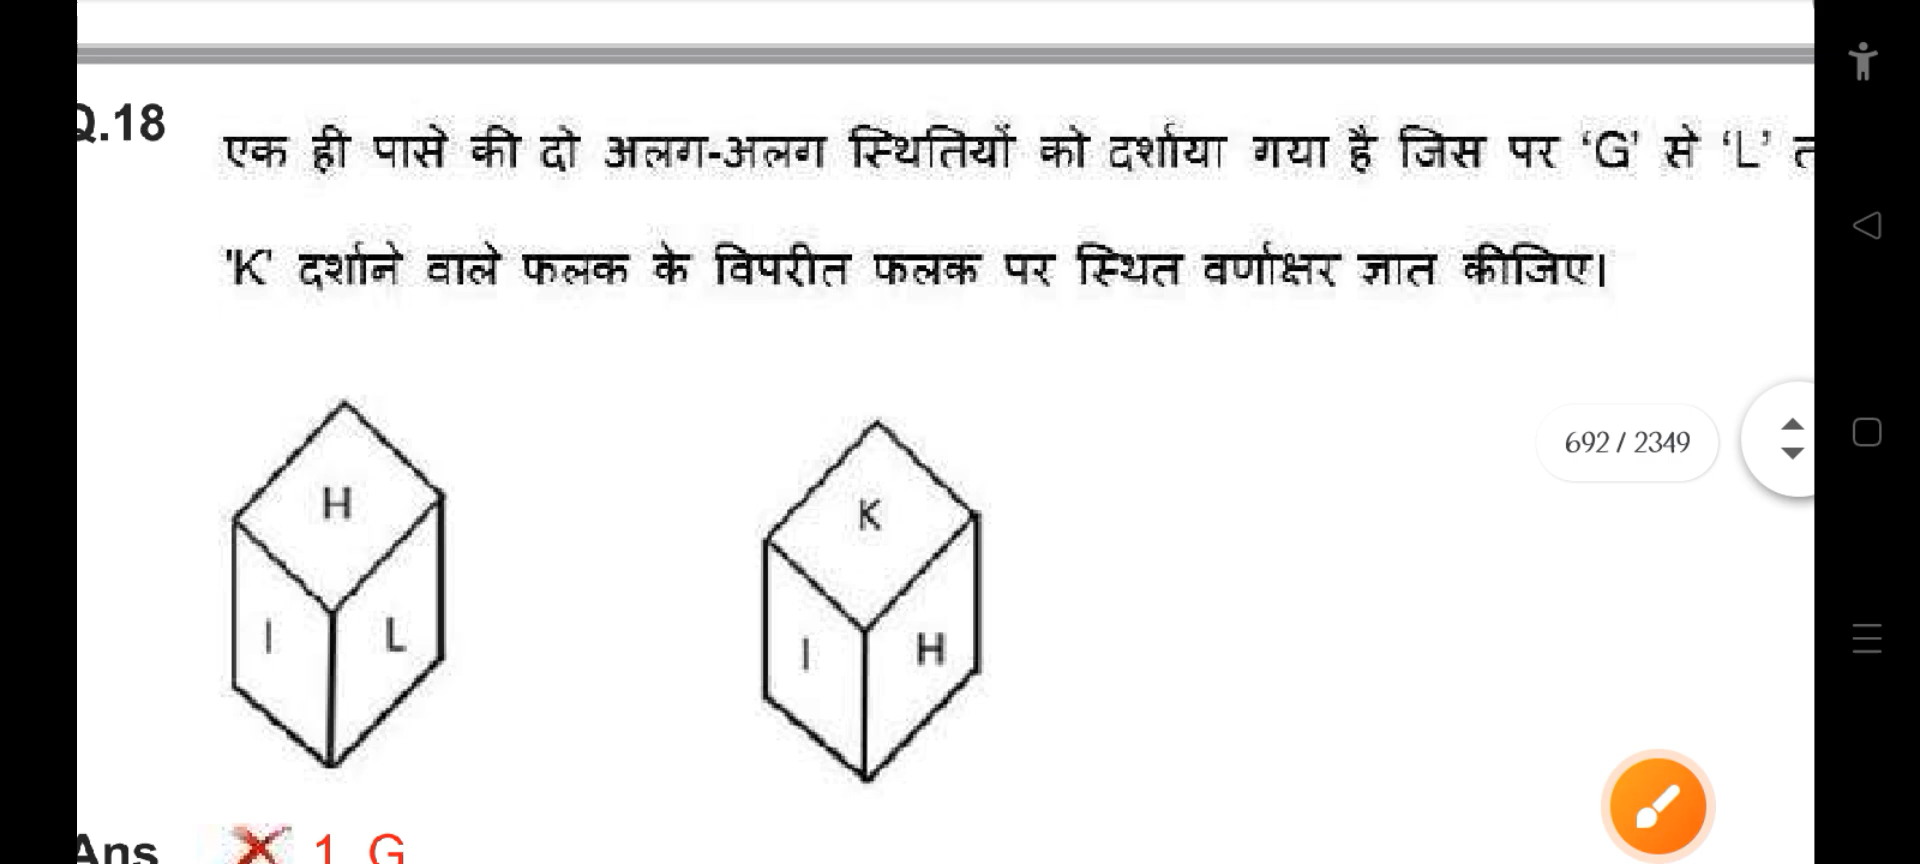 Q.18 एक ही पासे की दो अलग-अलग स्थितियों को दर्शाया गया है जिस पर ‘G’ से ‘L’
'K' दर्शाने वाले फलक के विपरीत फलक पर स्थित वर्णाक्षर ज्ञात कीजिए।
692 / 2349
H
I
L
K
I
H
Ans 1 G